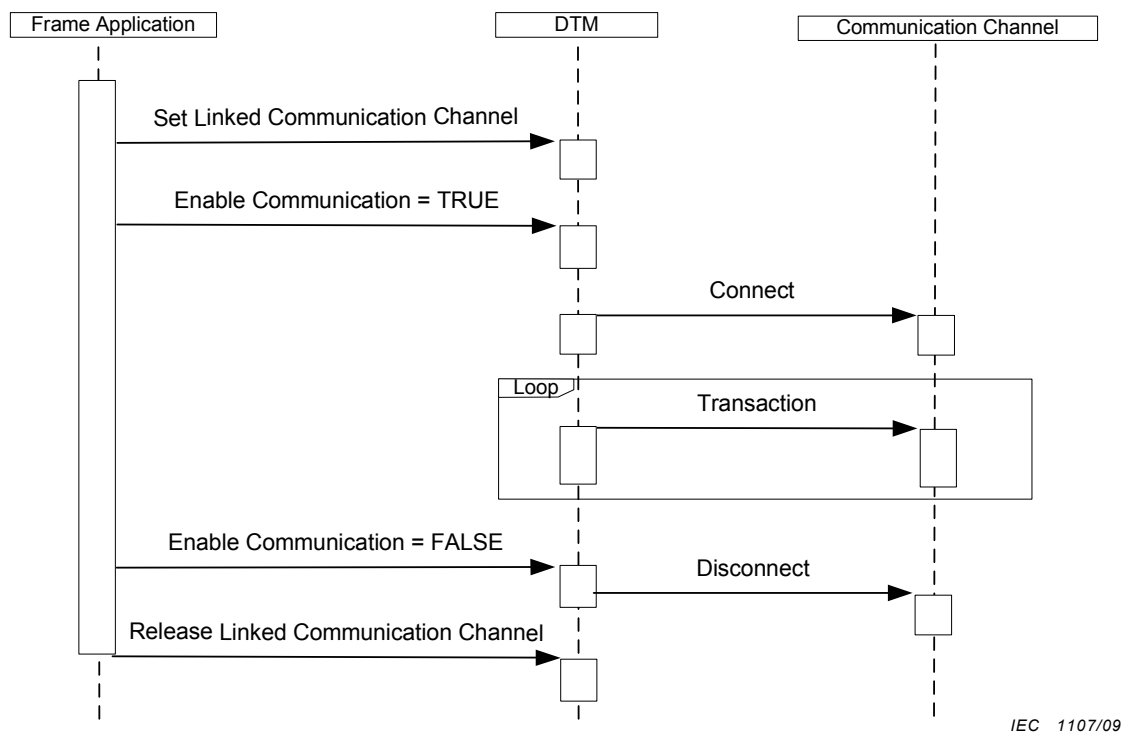 Frame Application
DTM
Communication Channel
Set Linked Communication Channel
Enable Communication = TRUE
Connect
Loop
Transaction
Enable Communication = FALSE
Disconnect
Release Linked Communication Channel
IEC 1107/09